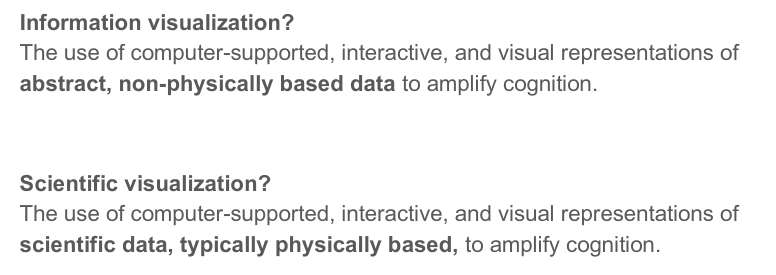 Information visualization?
The use of computer-supported, interactive, and visual representations of
abstract, non-physically based data to amplify cognition.
Scientific visualization?
The use of computer-supported, interactive, and visual representations of
scientific data, typically physically based, to amplify cognition.